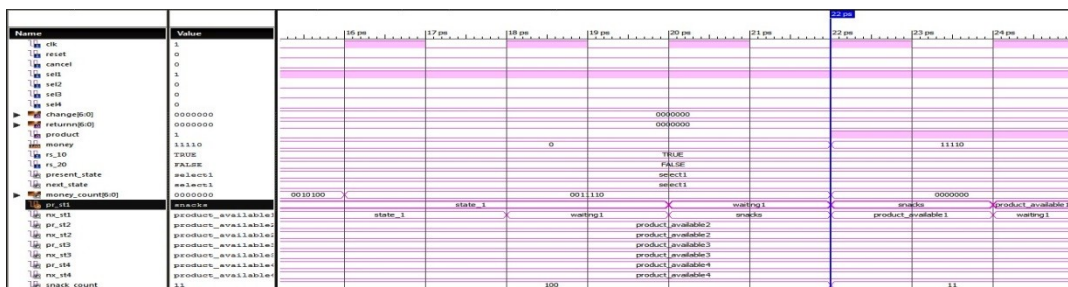 22 ps
Name Value 16 ps 17 ps 18 ps 19 ps 20 ps 21 ps 22 ps 23 ps 24 ps
clk 1
reset 0
cancel 0
sel1 1
sel2 0
sel3 0
sel4 0
change[6:0] 0000000 0000000
returnn[6:0] 0000000 0000000
product 1
money 11110 0 11110
rs_10 TRUE TRUE
rs_20 FALSE FALSE
present_state select1 select1
next_state select1 select1
money_count[6:0] 0000000 0010100 0011110 0000000
pr_st1 snacks state_1 waiting1 snacks product_available1
nx_st1 product_available1 state_1 waiting1 snacks product_available1 waiting1
pr_st2 product_available2 product_available2
nx_st2 product_available2 product_available2
pr_st3 product_available3 product_available3
nx_st3 product_available3 product_available3
pr_st4 product_available4 product_available4
nx_st4 product_available4 product_available4
snack_count 11 100 11